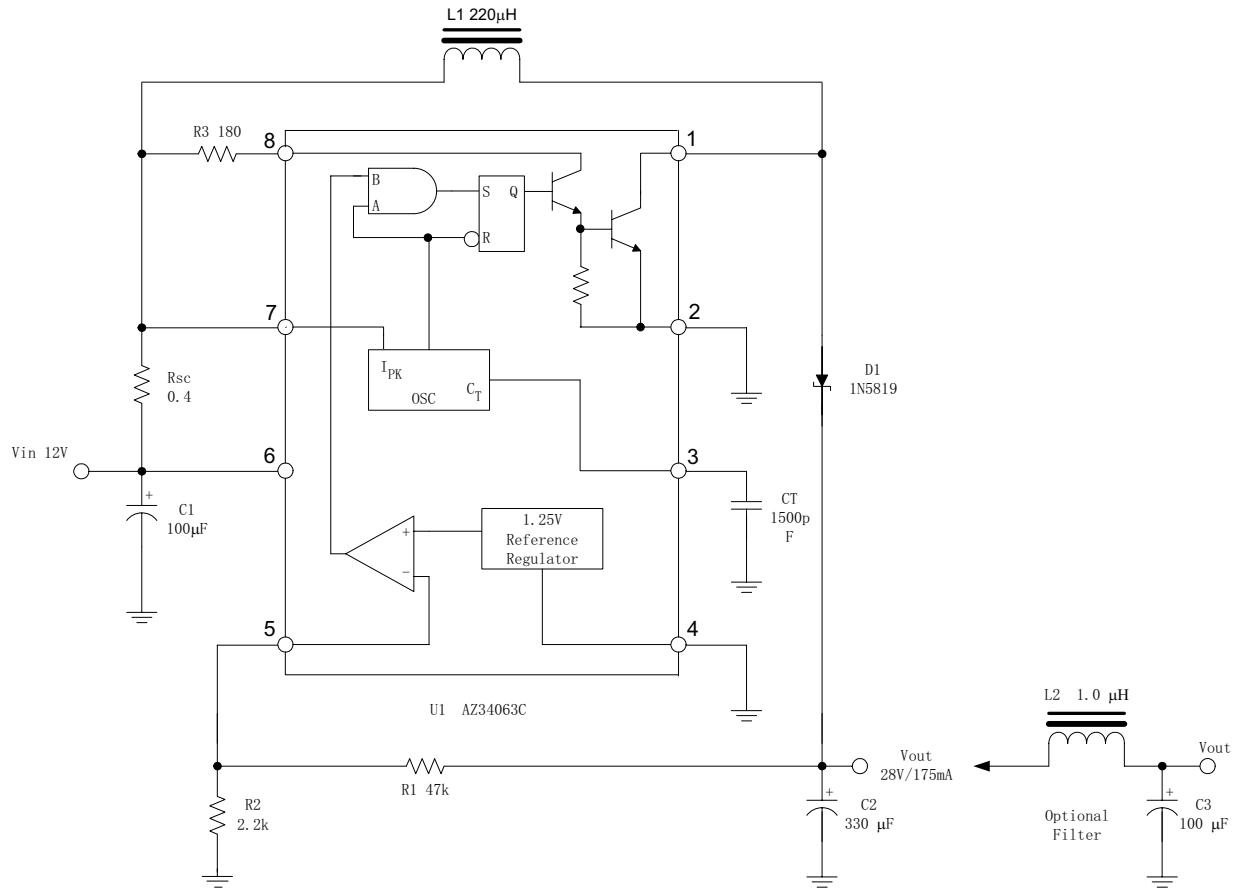 L1 220μH
R3 180
8
1
B
A
S
Q
R
7
2
Rsc
0.4
I_PK
C_T
OSC
D1
1N5819
Vin 12V
6
3
+
C1
100μF
CT
1500p
F
1.25V
Reference
Regulator
+
−
5
4
U1 AZ34063C
L2 1.0 μH
Vout
28V/175mA
Vout
R1 47k
R2
2.2k
+
C2
330 μF
Optional
Filter
+
C3
100 μF